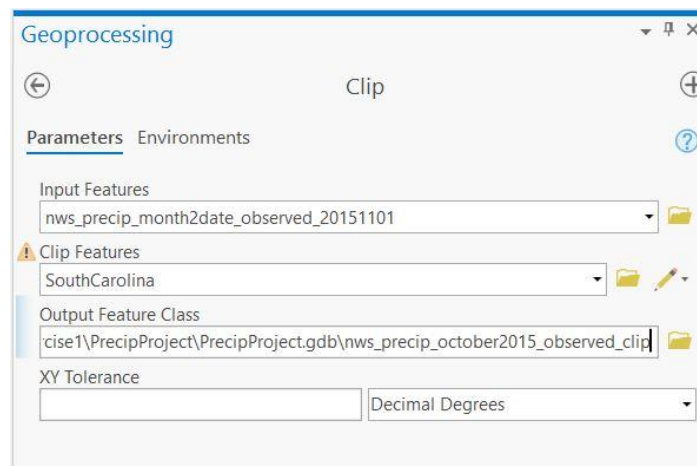 Geoprocessing
Clip
Parameters Environments
Input Features
nws_precip_month2date_observed_20151101
Clip Features
SouthCarolina
Output Feature Class
cise1\PrecipProject\PrecipProject.gdb\nws_precip_october2015_observed_clip
XY Tolerance
Decimal Degrees